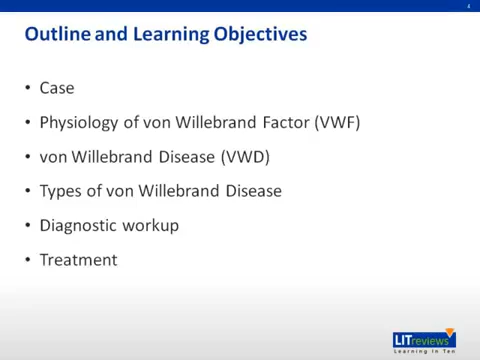 4
Outline and Learning Objectives
• Case
• Physiology of von Willebrand Factor (VWF)
• von Willebrand Disease (VWD)
• Types of von Willebrand Disease
• Diagnostic workup
• Treatment
LITreviews
Learning In Ten